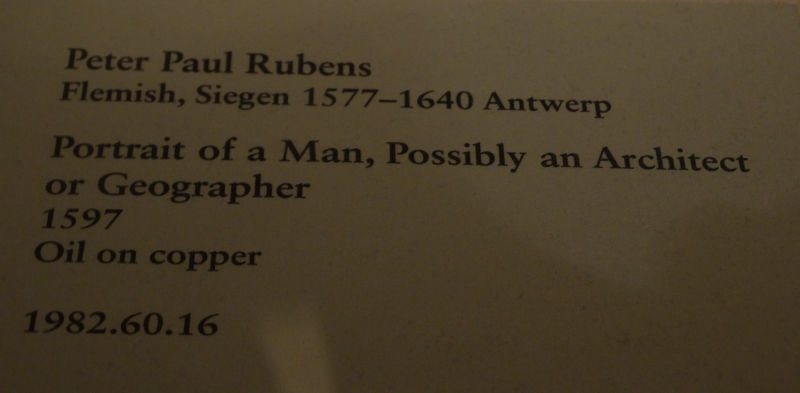 Peter Paul Rubens
Flemish, Siegen 1577–1640 Antwerp
Portrait of a Man, Possibly an Architect
or Geographer
1597
Oil on copper
1982.60.16